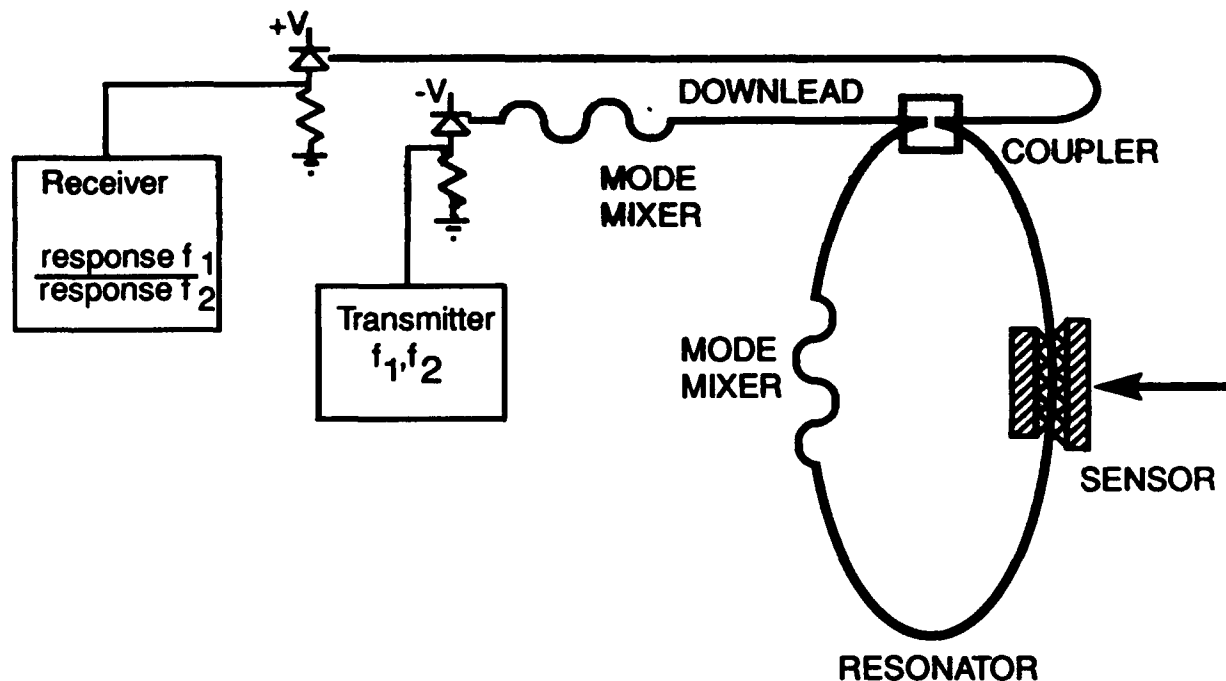 +V
-V
DOWNLEAD
COUPLER
MODE
MIXER
Receiver
response f1
response f2
Transmitter
f1,f2
MODE
MIXER
SENSOR
RESONATOR